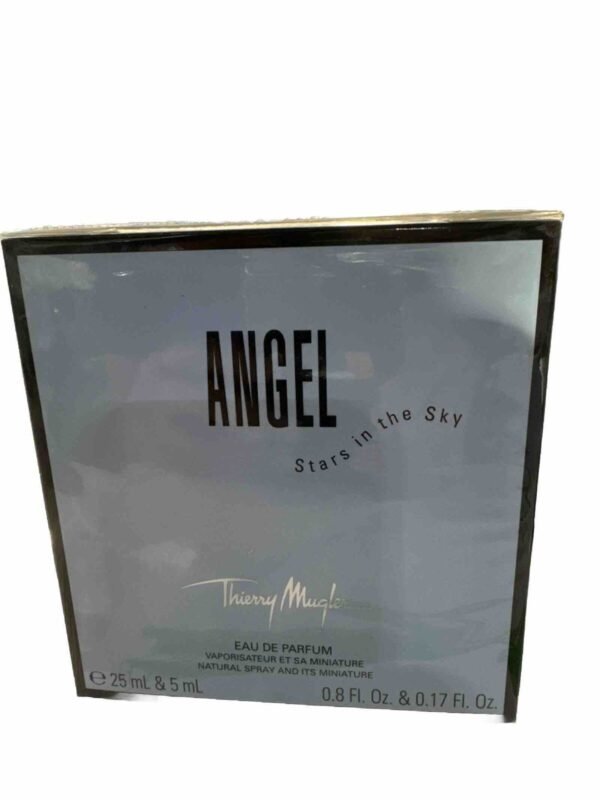 ANGEL
Stars in the Sky
Thierry Mugler
EAU DE PARFUM
VAPORISATEUR ET SA MINIATURE
NATURAL SPRAY AND ITS MINIATURE
℮ 25 mL & 5 mL
0.8 Fl. Oz. & 0.17 Fl. Oz.